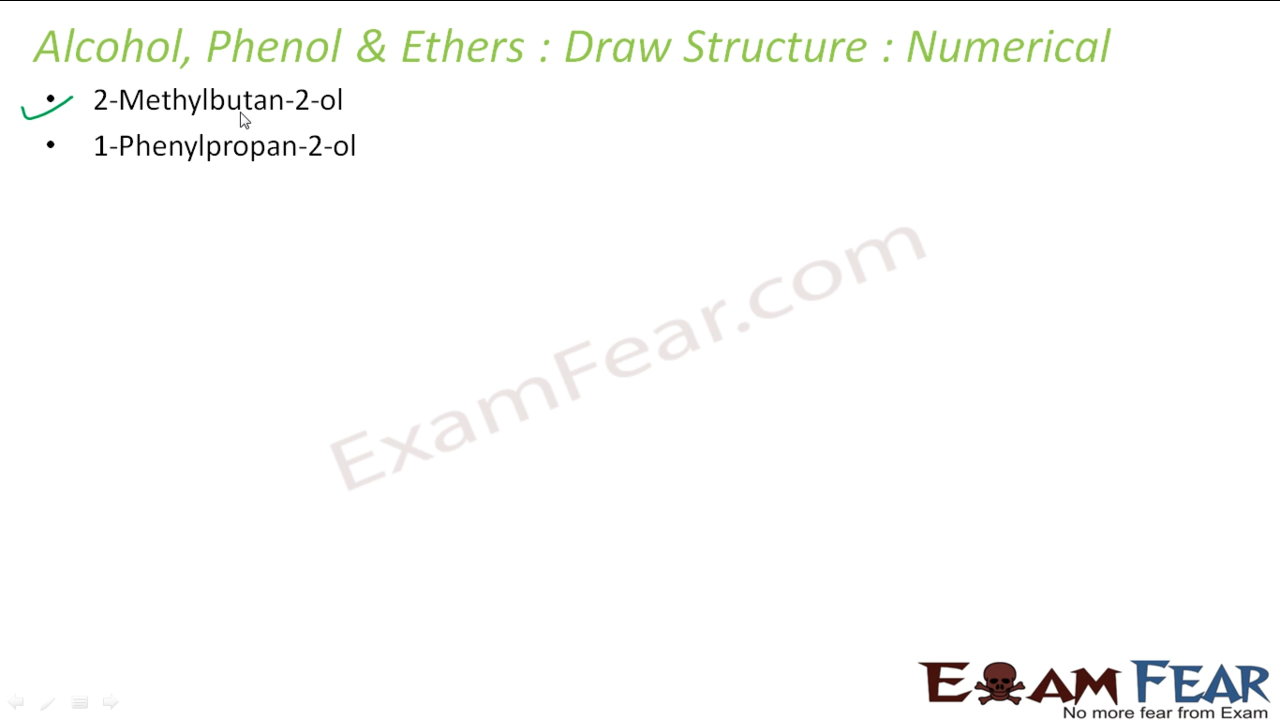 Alcohol, Phenol & Ethers : Draw Structure : Numerical
• 2-Methylbutan-2-ol
• 1-Phenylpropan-2-ol
ExamFear.com
EXAM FEAR
No more fear from Exam